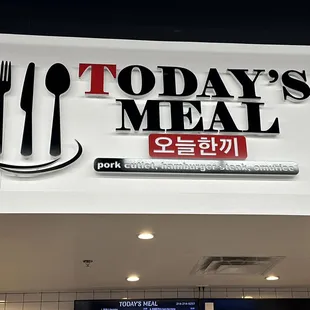 TODAY'S
MEAL
오늘한끼
pork cutlet, hamburger steak, omurice
TODAY'S MEAL